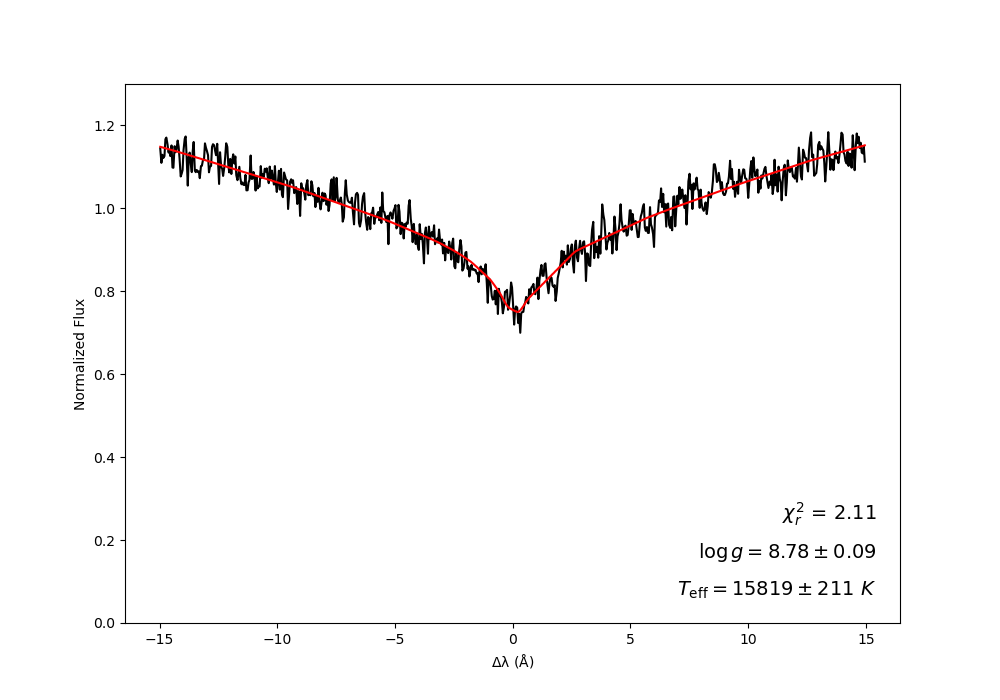 1.2
1.0
0.8
0.6
0.4
0.2
0.0
Normalized Flux
χ²ᵣ = 2.11
log g = 8.78 ± 0.09
T_eff = 15819 ± 211 K
−15 −10 −5 0 5 10 15
Δλ (Å)